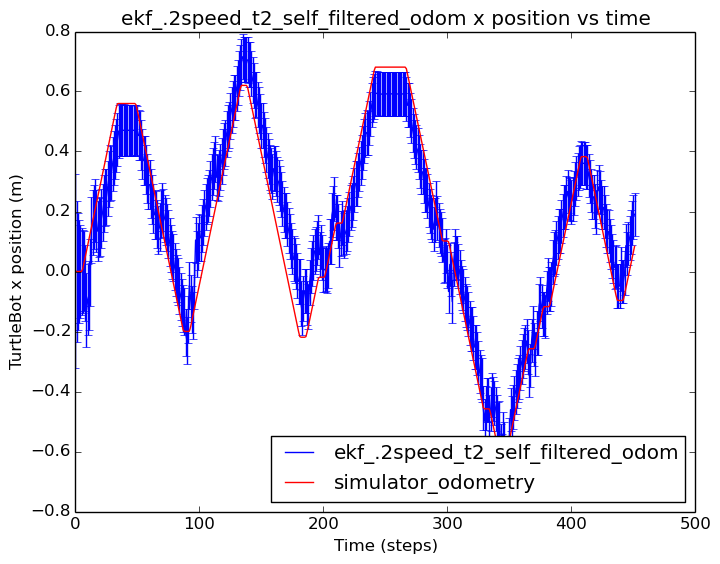 ekf_.2speed_t2_self_filtered_odom x position vs time
0.8
0.6
0.4
0.2
0.0
−0.2
−0.4
−0.6
−0.8
TurtleBot x position (m)
ekf_.2speed_t2_self_filtered_odom
simulator_odometry
0 100 200 300 400 500
Time (steps)